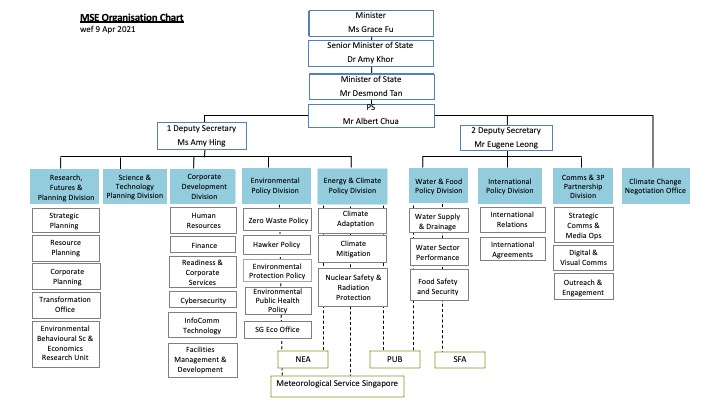 MSE Organisation Chart
wef 9 Apr 2021
Minister
Ms Grace Fu
Senior Minister of State
Dr Amy Khor
Minister of State
Mr Desmond Tan
PS
Mr Albert Chua
1 Deputy Secretary
Ms Amy Hing
2 Deputy Secretary
Mr Eugene Leong
Research,
Futures &
Planning Division
Science &
Technology
Planning Division
Corporate
Development
Division
Environmental
Policy Division
Energy & Climate
Policy Division
Water & Food
Policy Division
International
Policy Division
Comms & 3P
Partnership
Division
Climate Change
Negotiation Office
Strategic
Planning
Resource
Planning
Corporate
Planning
Transformation
Office
Environmental
Behavioural Sc &
Economics
Research Unit
Human
Resources
Finance
Readiness &
Corporate
Services
Cybersecurity
InfoComm
Technology
Facilities
Management &
Development
Zero Waste Policy
Hawker Policy
Environmental
Protection Policy
Environmental
Public Health
Policy
SG Eco Office
Climate
Adaptation
Climate
Mitigation
Nuclear Safety &
Radiation
Protection
Water Supply
& Drainage
Water Sector
Performance
Food Safety
and Security
International
Relations
International
Agreements
Strategic
Comms &
Media Ops
Digital &
Visual Comms
Outreach &
Engagement
NEA
PUB
SFA
Meteorological Service Singapore